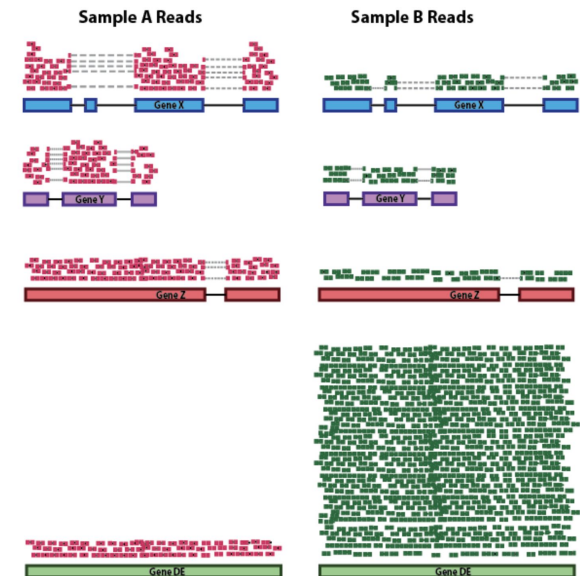 Sample A Reads
Sample B Reads
Gene X
Gene X
Gene Y
Gene Y
Gene Z
Gene Z
Gene DE
Gene DE